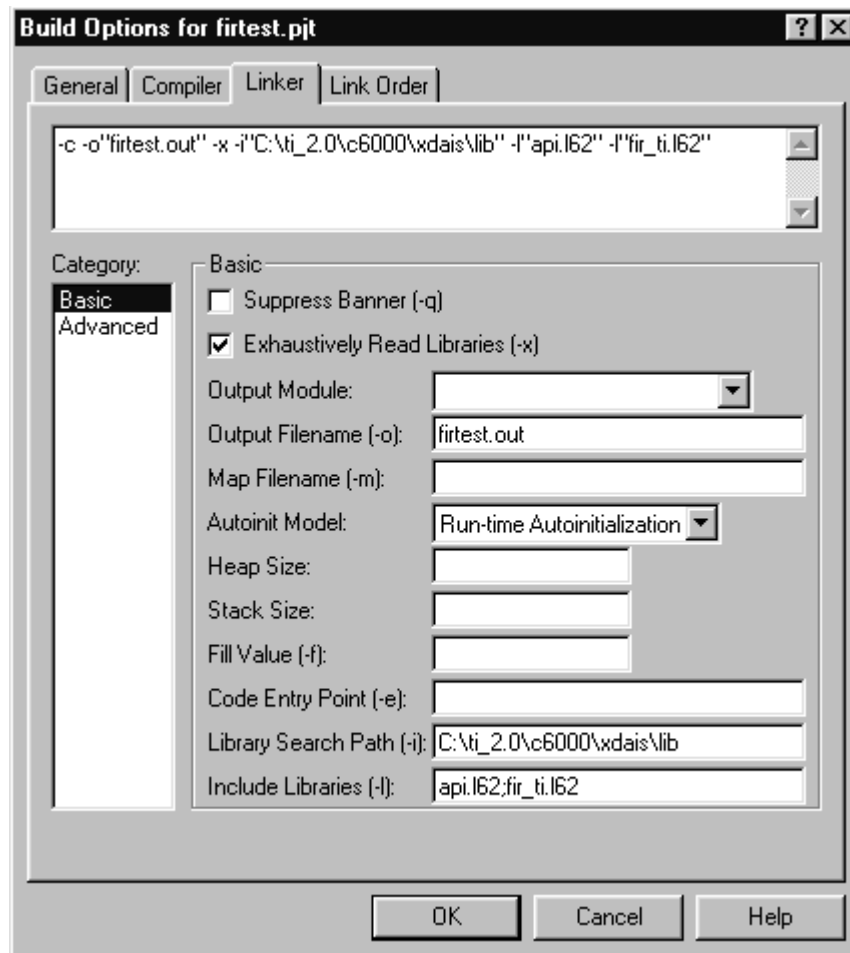 Build Options for firtest.pjt
General Compiler Linker Link Order
-c -o"firtest.out" -x -i"C:\ti_2.0\c6000\xdais\lib" -l"api.l62" -l"fir_ti.l62"
Category:
Basic
Advanced
Basic
Suppress Banner (-q)
Exhaustively Read Libraries (-x)
Output Module:
Output Filename (-o): firtest.out
Map Filename (-m):
Autoinit Model: Run-time Autoinitialization
Heap Size:
Stack Size:
Fill Value (-f):
Code Entry Point (-e):
Library Search Path (-i): C:\ti_2.0\c6000\xdais\lib
Include Libraries (-l): api.l62;fir_ti.l62
OK Cancel Help